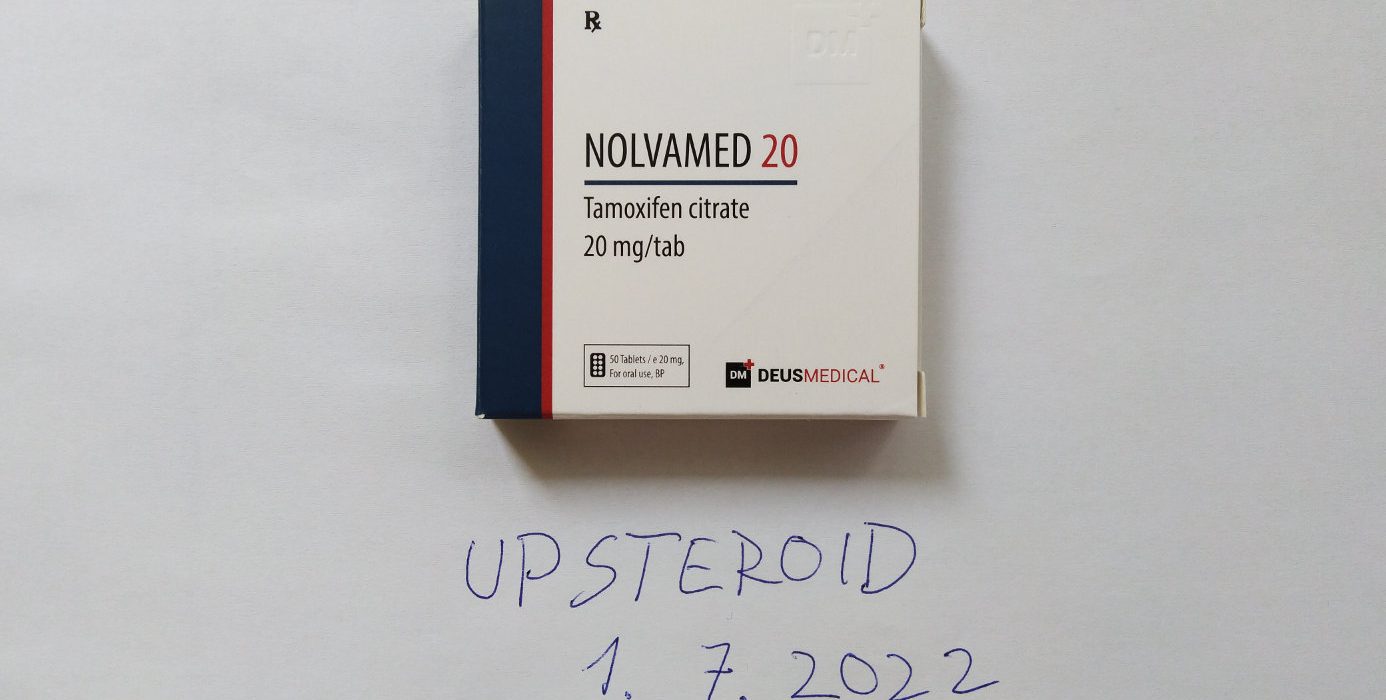 ℞
DM
NOLVAMED 20
Tamoxifen citrate
20 mg/tab
50 Tablets / e 20 mg,
For oral use, BP
DM DEUSMEDICAL®
UPSTEROID
1. 7. 2022